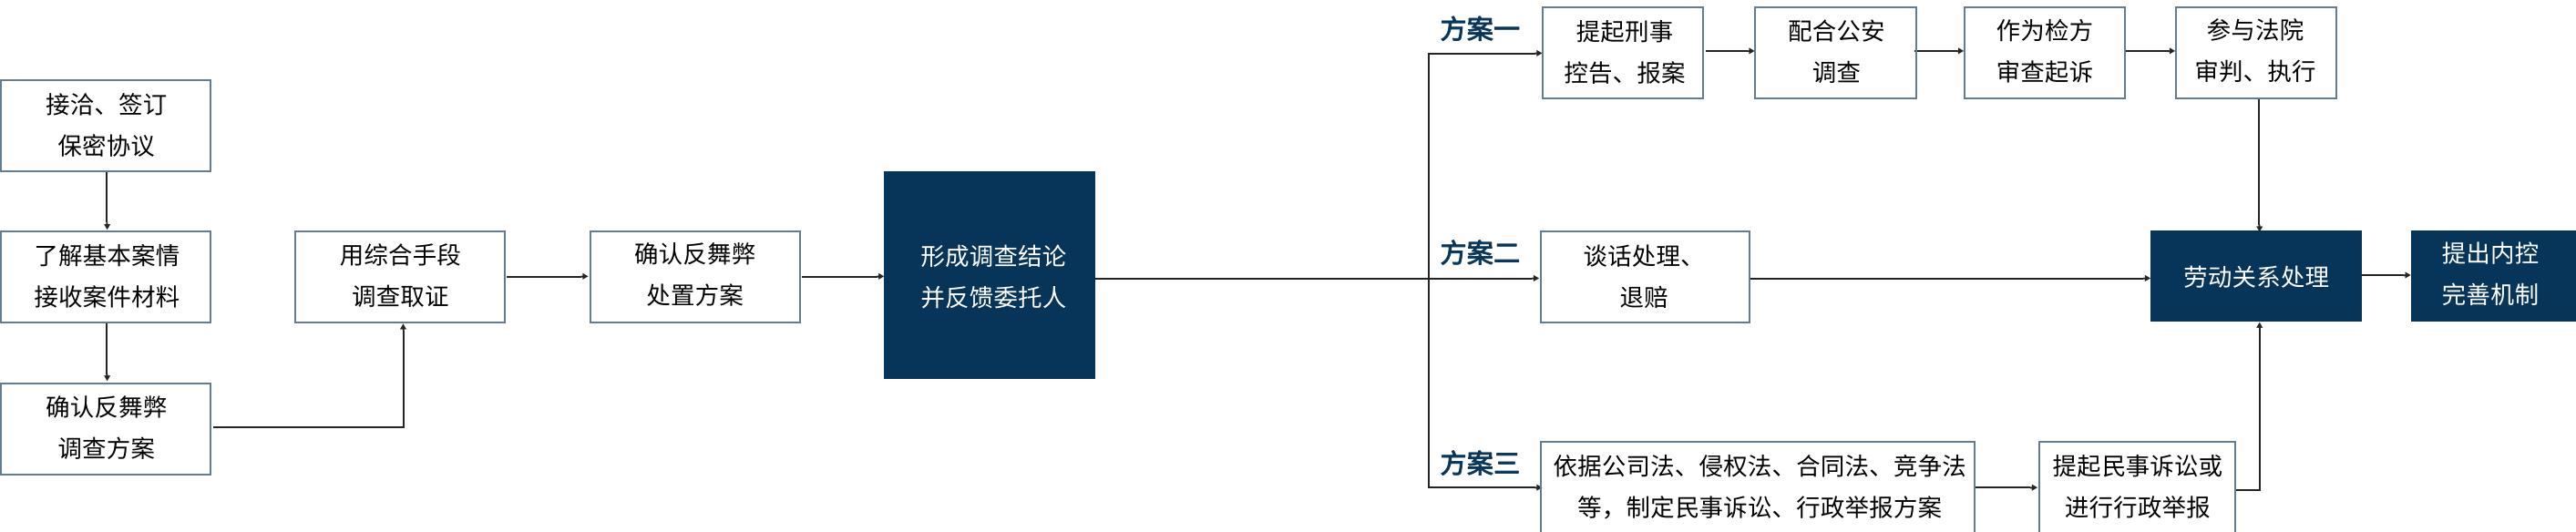 接洽、签订
保密协议
了解基本案情
接收案件材料
确认反舞弊
调查方案
用综合手段
调查取证
确认反舞弊
处置方案
形成调查结论
并反馈委托人
方案一
提起刑事
控告、报案
配合公安
调查
作为检方
审查起诉
参与法院
审判、执行
方案二
谈话处理、
退赔
方案三
依据公司法、侵权法、合同法、竞争法
等，制定民事诉讼、行政举报方案
提起民事诉讼或
进行行政举报
劳动关系处理
提出内控
完善机制